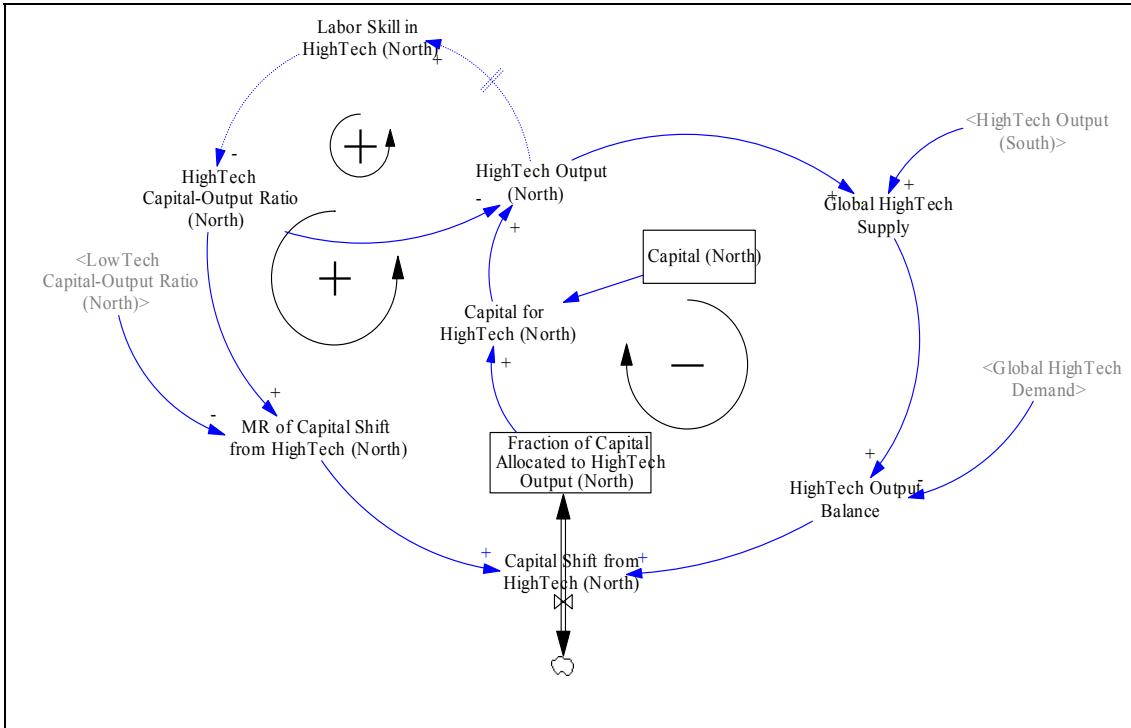 Labor Skill in
HighTech (North)
+
<HighTech Output
(South)>
+
-
HighTech
Capital-Output Ratio
(North)
HighTech Output
(North)
-
+
+
+
Global HighTech
Supply
Capital (North)
<LowTech
Capital-Output Ratio
(North)>
+
Capital for
HighTech (North)
−
+
<Global HighTech
Demand>
+
-
MR of Capital Shift
from HighTech (North)
Fraction of Capital
Allocated to HighTech
Output (North)
+
-
HighTech Output
Balance
+
Capital Shift from
HighTech (North)
+